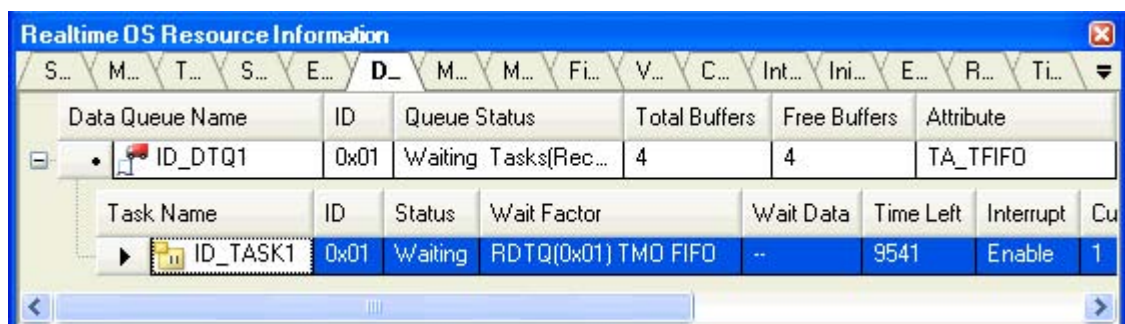 Realtime OS Resource Information
S... M... T... S... E... D... M... M... Fi... V... C... Int... Ini... E... R... Ti...
Data Queue Name ID Queue Status Total Buffers Free Buffers Attribute
ID_DTQ1 0x01 Waiting Tasks(Rec... 4 4 TA_TFIFO
Task Name ID Status Wait Factor Wait Data Time Left Interrupt Cu
ID_TASK1 0x01 Waiting RDTQ(0x01) TMO FIFO -- 9541 Enable 1